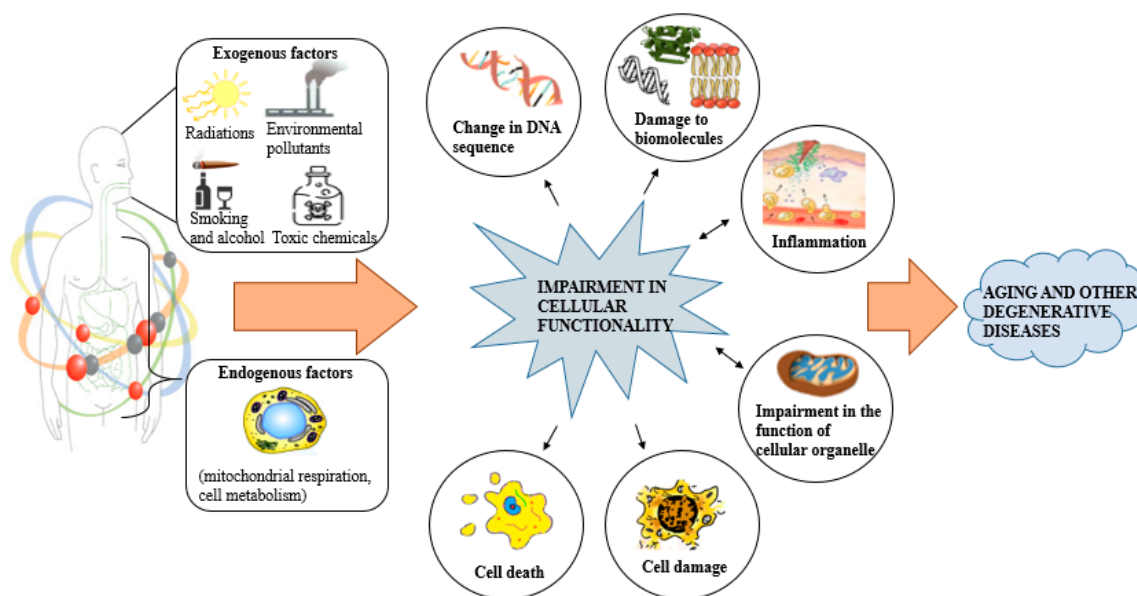 Exogenous factors
Radiations
Environmental
pollutants
Smoking
and alcohol
Toxic chemicals
Endogenous factors
(mitochondrial respiration,
cell metabolism)
Change in DNA
sequence
Damage to
biomolecules
Inflammation
IMPAIRMENT IN
CELLULAR
FUNCTIONALITY
Impairment in the
function of
cellular organelle
Cell death
Cell damage
AGING AND OTHER
DEGENERATIVE
DISEASES